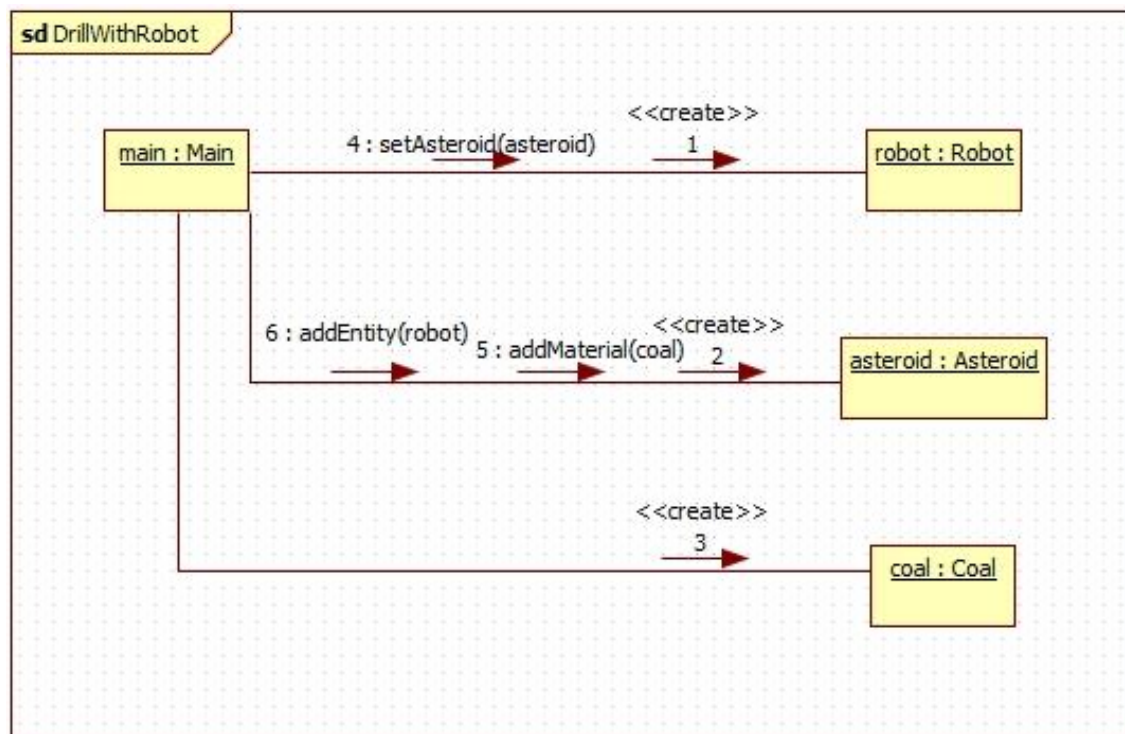 sd DrillWithRobot
<<create>>
main : Main
4 : setAsteroid(asteroid)
1
robot : Robot
<<create>>
6 : addEntity(robot)
5 : addMaterial(coal)
2
asteroid : Asteroid
<<create>>
3
coal : Coal